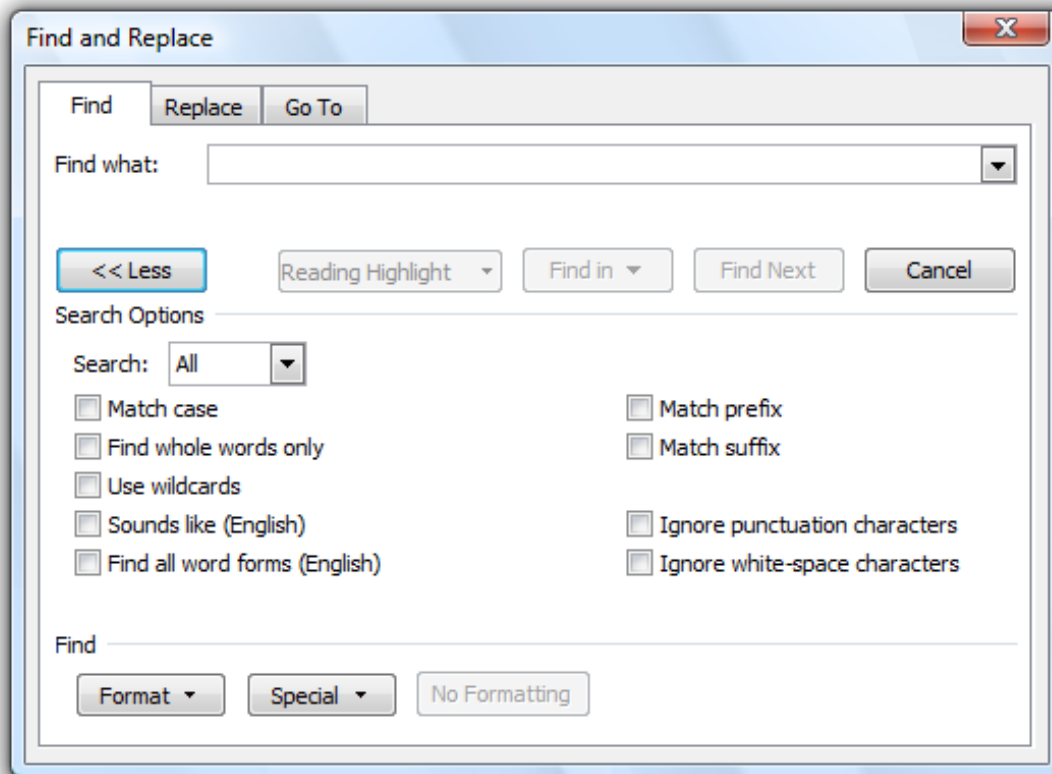 Find and Replace
X
Find Replace Go To
Find what:
<< Less Reading Highlight Find in Find Next Cancel
Search Options
Search: All
Match case Match prefix
Find whole words only Match suffix
Use wildcards
Sounds like (English) Ignore punctuation characters
Find all word forms (English) Ignore white-space characters
Find
Format Special No Formatting